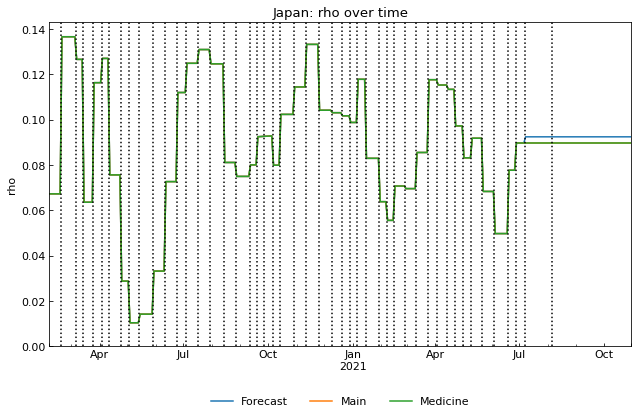 Japan: rho over time
0.14
0.12
0.10
0.08
0.06
0.04
0.02
0.00
rho
Apr Jul Oct Jan Apr Jul Oct
2021
Forecast Main Medicine